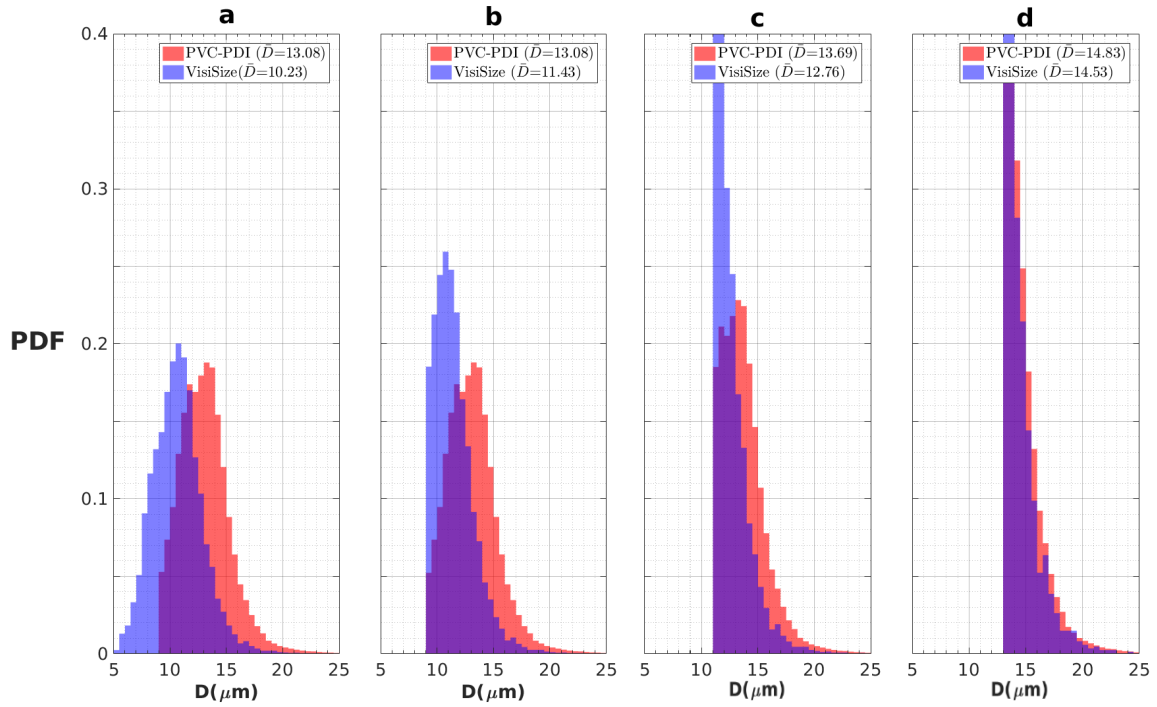 a
b
c
d
PVC-PDI (D̄=13.08)
VisiSize(D̄=10.23)
PVC-PDI (D̄=13.08)
VisiSize (D̄=11.43)
PVC-PDI (D̄=13.69)
VisiSize (D̄=12.76)
PVC-PDI (D̄=14.83)
VisiSize (D̄=14.53)
0.4
0.3
PDF
0.2
0.1
0
5 10 15 20 25
5 10 15 20 25
5 10 15 20 25
5 10 15 20 25
D(μm)
D(μm)
D(μm)
D(μm)